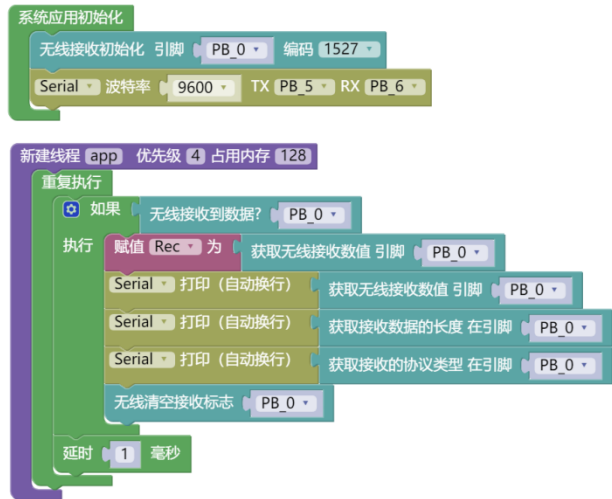 系统应用初始化
无线接收初始化 引脚 PB_0 编码 1527
Serial 波特率 9600 TX PB_5 RX PB_6
新建线程 app 优先级 4 占用内存 128
重复执行
如果 无线接收到数据? PB_0
执行 赋值 Rec 为 获取无线接收数值 引脚 PB_0
Serial 打印（自动换行） 获取无线接收数值 引脚 PB_0
Serial 打印（自动换行） 获取接收数据的长度 在引脚 PB_0
Serial 打印（自动换行） 获取接收的协议类型 在引脚 PB_0
无线清空接收标志 PB_0
延时 1 毫秒